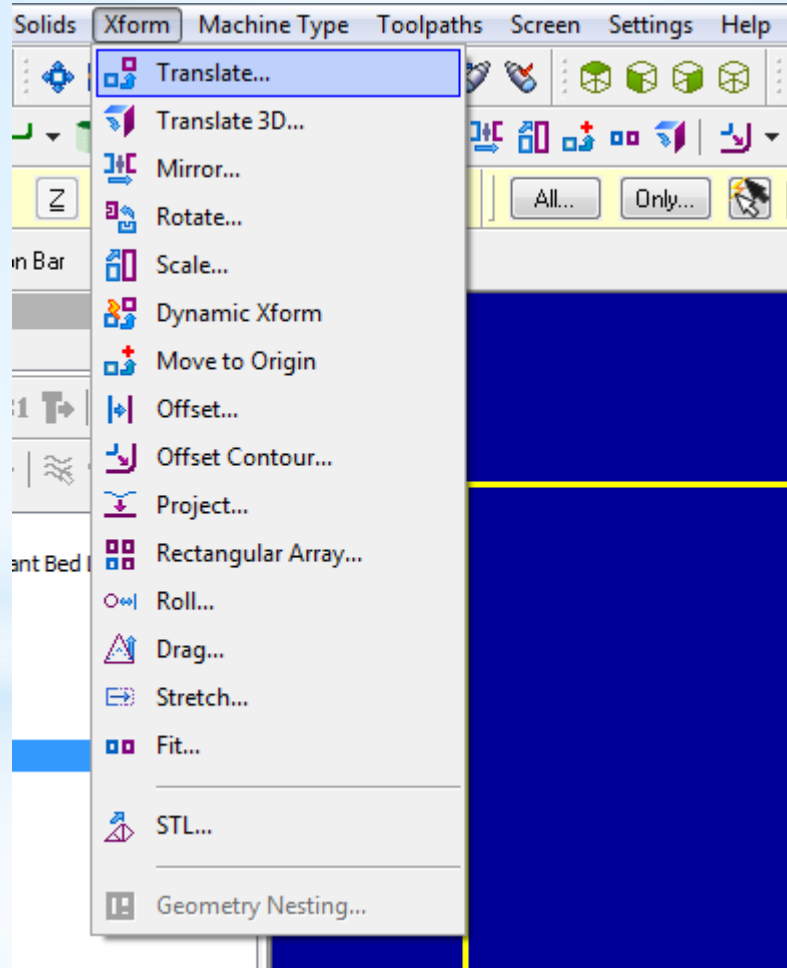 Solids Xform Machine Type Toolpaths Screen Settings Help
Translate...
Translate 3D...
Mirror...
Z All... Only...
Rotate...
on Bar
Scale...
Dynamic Xform
Move to Origin
Offset...
Offset Contour...
Project...
Rectangular Array...
ant Bed
Roll...
Drag...
Stretch...
Fit...
STL...
Geometry Nesting...